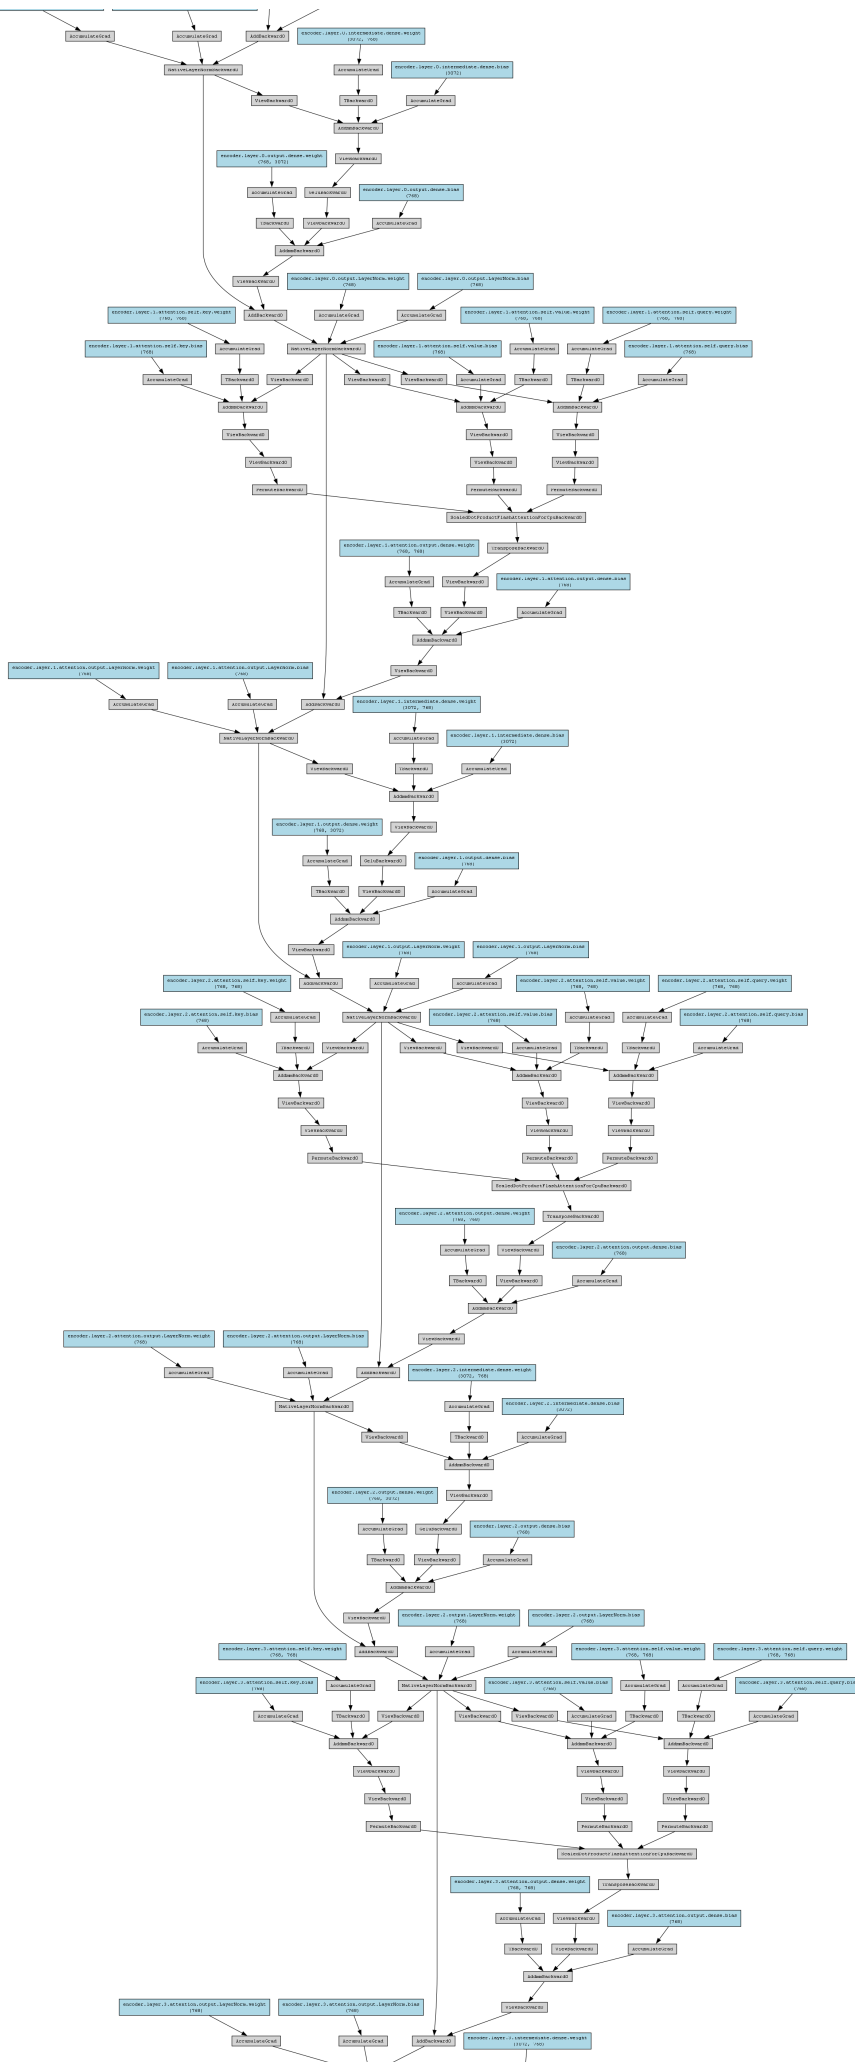 AccumulateGrad
AccumulateGrad
AddBackward0
encoder.layer.0.intermediate.dense.weight
(3072, 768)
NativeLayerNormBackward0
AccumulateGrad
encoder.layer.0.intermediate.dense.bias
(3072)
ViewBackward0
TBackward0
AccumulateGrad
AddmmBackward0
encoder.layer.0.output.dense.weight
(768, 3072)
ViewBackward0
AccumulateGrad
GeluBackward0
encoder.layer.0.output.dense.bias
(768)
TBackward0
ViewBackward0
AccumulateGrad
AddmmBackward0
ViewBackward0
encoder.layer.0.output.LayerNorm.weight
(768)
encoder.layer.0.output.LayerNorm.bias
(768)
encoder.layer.1.attention.self.key.weight
(768, 768)
AddBackward0
AccumulateGrad
AccumulateGrad
encoder.layer.1.attention.self.value.weight
(768, 768)
encoder.layer.1.attention.self.query.weight
(768, 768)
encoder.layer.1.attention.self.key.bias
(768)
AccumulateGrad
NativeLayerNormBackward0
encoder.layer.1.attention.self.value.bias
(768)
AccumulateGrad
AccumulateGrad
encoder.layer.1.attention.self.query.bias
(768)
AccumulateGrad
TBackward0
ViewBackward0
ViewBackward0
ViewBackward0
AccumulateGrad
TBackward0
TBackward0
AccumulateGrad
AddmmBackward0
AddmmBackward0
AddmmBackward0
ViewBackward0
ViewBackward0
ViewBackward0
ViewBackward0
ViewBackward0
ViewBackward0
PermuteBackward0
PermuteBackward0
PermuteBackward0
ScaledDotProductFlashAttentionForCpuBackward0
encoder.layer.1.attention.output.dense.weight
(768, 768)
TransposeBackward0
AccumulateGrad
ViewBackward0
encoder.layer.1.attention.output.dense.bias
(768)
TBackward0
ViewBackward0
AccumulateGrad
AddmmBackward0
encoder.layer.1.attention.output.LayerNorm.weight
(768)
encoder.layer.1.attention.output.LayerNorm.bias
(768)
ViewBackward0
AccumulateGrad
AccumulateGrad
AddBackward0
encoder.layer.1.intermediate.dense.weight
(3072, 768)
NativeLayerNormBackward0
AccumulateGrad
encoder.layer.1.intermediate.dense.bias
(3072)
ViewBackward0
TBackward0
AccumulateGrad
AddmmBackward0
encoder.layer.1.output.dense.weight
(768, 3072)
ViewBackward0
AccumulateGrad
GeluBackward0
encoder.layer.1.output.dense.bias
(768)
TBackward0
ViewBackward0
AccumulateGrad
AddmmBackward0
ViewBackward0
encoder.layer.1.output.LayerNorm.weight
(768)
encoder.layer.1.output.LayerNorm.bias
(768)
encoder.layer.2.attention.self.key.weight
(768, 768)
AddBackward0
AccumulateGrad
AccumulateGrad
encoder.layer.2.attention.self.value.weight
(768, 768)
encoder.layer.2.attention.self.query.weight
(768, 768)
encoder.layer.2.attention.self.key.bias
(768)
AccumulateGrad
NativeLayerNormBackward0
encoder.layer.2.attention.self.value.bias
(768)
AccumulateGrad
AccumulateGrad
encoder.layer.2.attention.self.query.bias
(768)
AccumulateGrad
TBackward0
ViewBackward0
ViewBackward0
ViewBackward0
AccumulateGrad
TBackward0
TBackward0
AccumulateGrad
AddmmBackward0
AddmmBackward0
AddmmBackward0
ViewBackward0
ViewBackward0
ViewBackward0
ViewBackward0
ViewBackward0
ViewBackward0
PermuteBackward0
PermuteBackward0
PermuteBackward0
ScaledDotProductFlashAttentionForCpuBackward0
encoder.layer.2.attention.output.dense.weight
(768, 768)
TransposeBackward0
AccumulateGrad
ViewBackward0
encoder.layer.2.attention.output.dense.bias
(768)
TBackward0
ViewBackward0
AccumulateGrad
AddmmBackward0
encoder.layer.2.attention.output.LayerNorm.weight
(768)
encoder.layer.2.attention.output.LayerNorm.bias
(768)
ViewBackward0
AccumulateGrad
AccumulateGrad
AddBackward0
encoder.layer.2.intermediate.dense.weight
(3072, 768)
NativeLayerNormBackward0
AccumulateGrad
encoder.layer.2.intermediate.dense.bias
(3072)
ViewBackward0
TBackward0
AccumulateGrad
AddmmBackward0
encoder.layer.2.output.dense.weight
(768, 3072)
ViewBackward0
AccumulateGrad
GeluBackward0
encoder.layer.2.output.dense.bias
(768)
TBackward0
ViewBackward0
AccumulateGrad
AddmmBackward0
ViewBackward0
encoder.layer.2.output.LayerNorm.weight
(768)
encoder.layer.2.output.LayerNorm.bias
(768)
encoder.layer.3.attention.self.key.weight
(768, 768)
AddBackward0
AccumulateGrad
AccumulateGrad
encoder.layer.3.attention.self.value.weight
(768, 768)
encoder.layer.3.attention.self.query.weight
(768, 768)
encoder.layer.3.attention.self.key.bias
(768)
AccumulateGrad
NativeLayerNormBackward0
encoder.layer.3.attention.self.value.bias
(768)
AccumulateGrad
AccumulateGrad
encoder.layer.3.attention.self.query.bias
(768)
AccumulateGrad
TBackward0
ViewBackward0
ViewBackward0
ViewBackward0
AccumulateGrad
TBackward0
TBackward0
AccumulateGrad
AddmmBackward0
AddmmBackward0
AddmmBackward0
ViewBackward0
ViewBackward0
ViewBackward0
ViewBackward0
ViewBackward0
ViewBackward0
PermuteBackward0
PermuteBackward0
PermuteBackward0
ScaledDotProductFlashAttentionForCpuBackward0
encoder.layer.3.attention.output.dense.weight
(768, 768)
TransposeBackward0
AccumulateGrad
ViewBackward0
encoder.layer.3.attention.output.dense.bias
(768)
TBackward0
ViewBackward0
AccumulateGrad
AddmmBackward0
encoder.layer.3.attention.output.LayerNorm.weight
(768)
encoder.layer.3.attention.output.LayerNorm.bias
(768)
ViewBackward0
AccumulateGrad
AccumulateGrad
AddBackward0
encoder.layer.3.intermediate.dense.weight
(3072, 768)